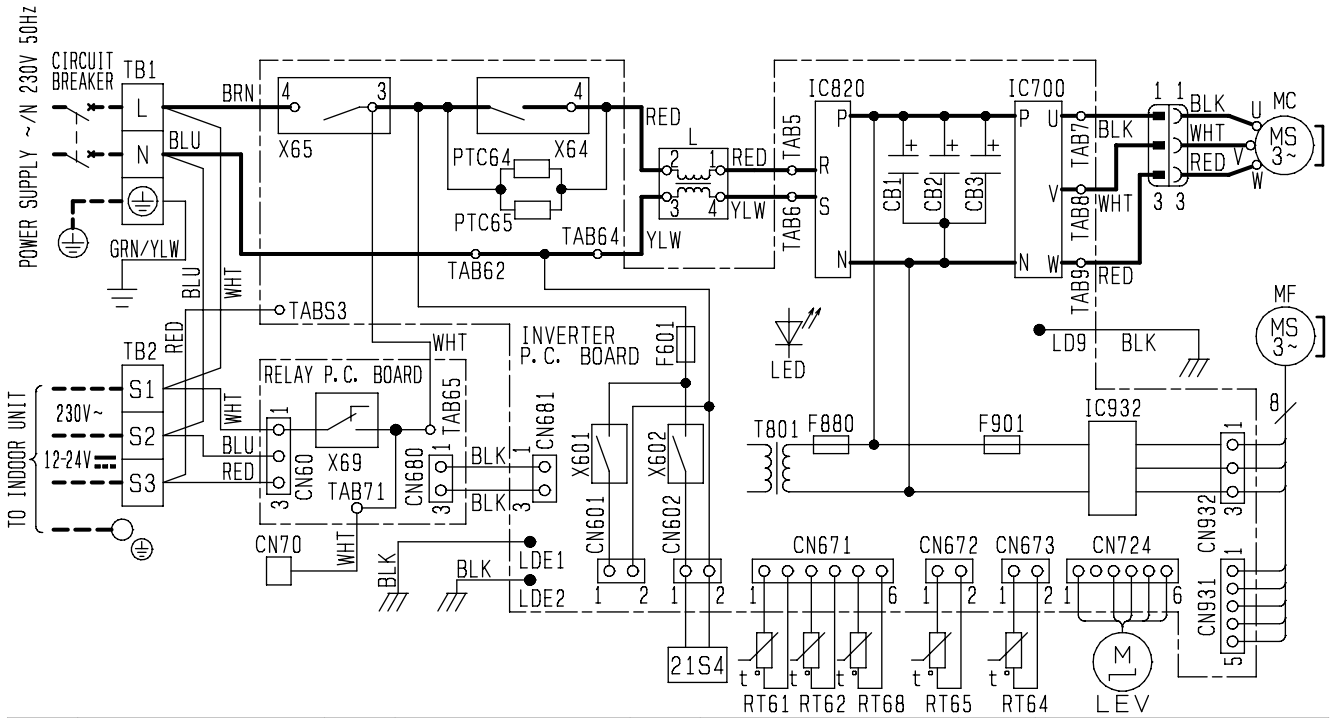 POWER SUPPLY ~/N 230V 50Hz
CIRCUIT
BREAKER
TB1
L
N
BRN
BLU
GRN/YLW
4
3
X65
4
X64
PTC64
PTC65
TAB62
TAB64
RED
YLW
L
2
1
3
4
RED
YLW
TAB5
TAB6
IC820
P
R
S
N
+
+
+
CB1
CB2
CB3
IC700
P
U
V
N
W
TAB7
TAB8
TAB9
BLK
WHT
RED
1
1
3
3
BLK
WHT
RED
U
V
W
MC
MS
3~
BLU
WHT
RED
TABS3
TB2
S1
S2
S3
TO INDOOR UNIT
230V~
12-24V
WHT
BLU
RED
RELAY P.C. BOARD
1
3
CN60
X69
WHT
TAB65
TAB71
CN680
1
3
BLK
BLK
CN681
1
3
CN70
WHT
BLK
BLK
LDE1
LDE2
INVERTER
P.C. BOARD
F601
X601
X602
CN601
CN602
1
2
1
2
21S4
LED
LD9
BLK
MF
MS
3~
8
T801
F880
F901
IC932
1
3
CN932
CN931
1
5
CN671
1
6
CN672
1
2
CN673
1
2
CN724
1
6
t°
t°
t°
t°
t°
RT61
RT62
RT68
RT65
RT64
M
LEV